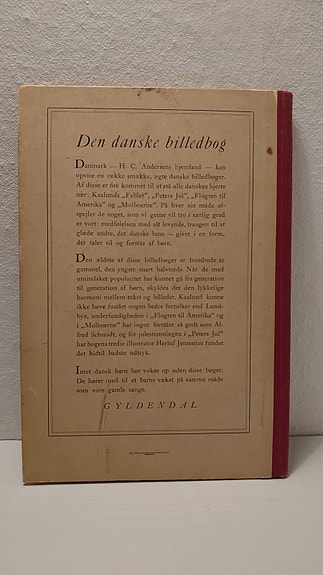 Den danske billedbog
Danmark — H. C. Andersens hjemland — kan
opvise en række smukke, ægte danske billedbøger.
Af disse er fire kommet til at stå alle danskes hjerte
nær: Kaalunds „Fabler“, „Peters Jul“, „Flugten til
Amerika“ og „Molboerne“. På hver sin måde af-
spejler de noget, som vi gerne vil tro i særlig grad
er vort: medfølelsen med alt levende, trangen til at
glæde andre, det danske lune — givet i en form,
der taler til og forstås af børn.
Den ældste af disse billedbøger er hundrede år
gammel, den yngste snart halvtreds. Når de med
umindsket popularitet har kunnet gå fra generation
til generation af børn, skyldes det den lykkelige
harmoni mellem tekst og billeder. Kaalund kunne
ikke have fundet nogen bedre fortolker end Lund-
bye, underfundigheden i „Flugten til Amerika“ og
i „Molboerne“ har ingen forstået så godt som Al-
fred Schmidt, og for julestemningen i „Peters Jul“
har bogens tredie illustrator Herluf Jensenius fundet
det hidtil bedste udtryk.
Intet dansk barn bør vokse op uden disse bøger.
De hører med til et barns vækst på samme måde
som vore gamle sange.
GYLDENDAL